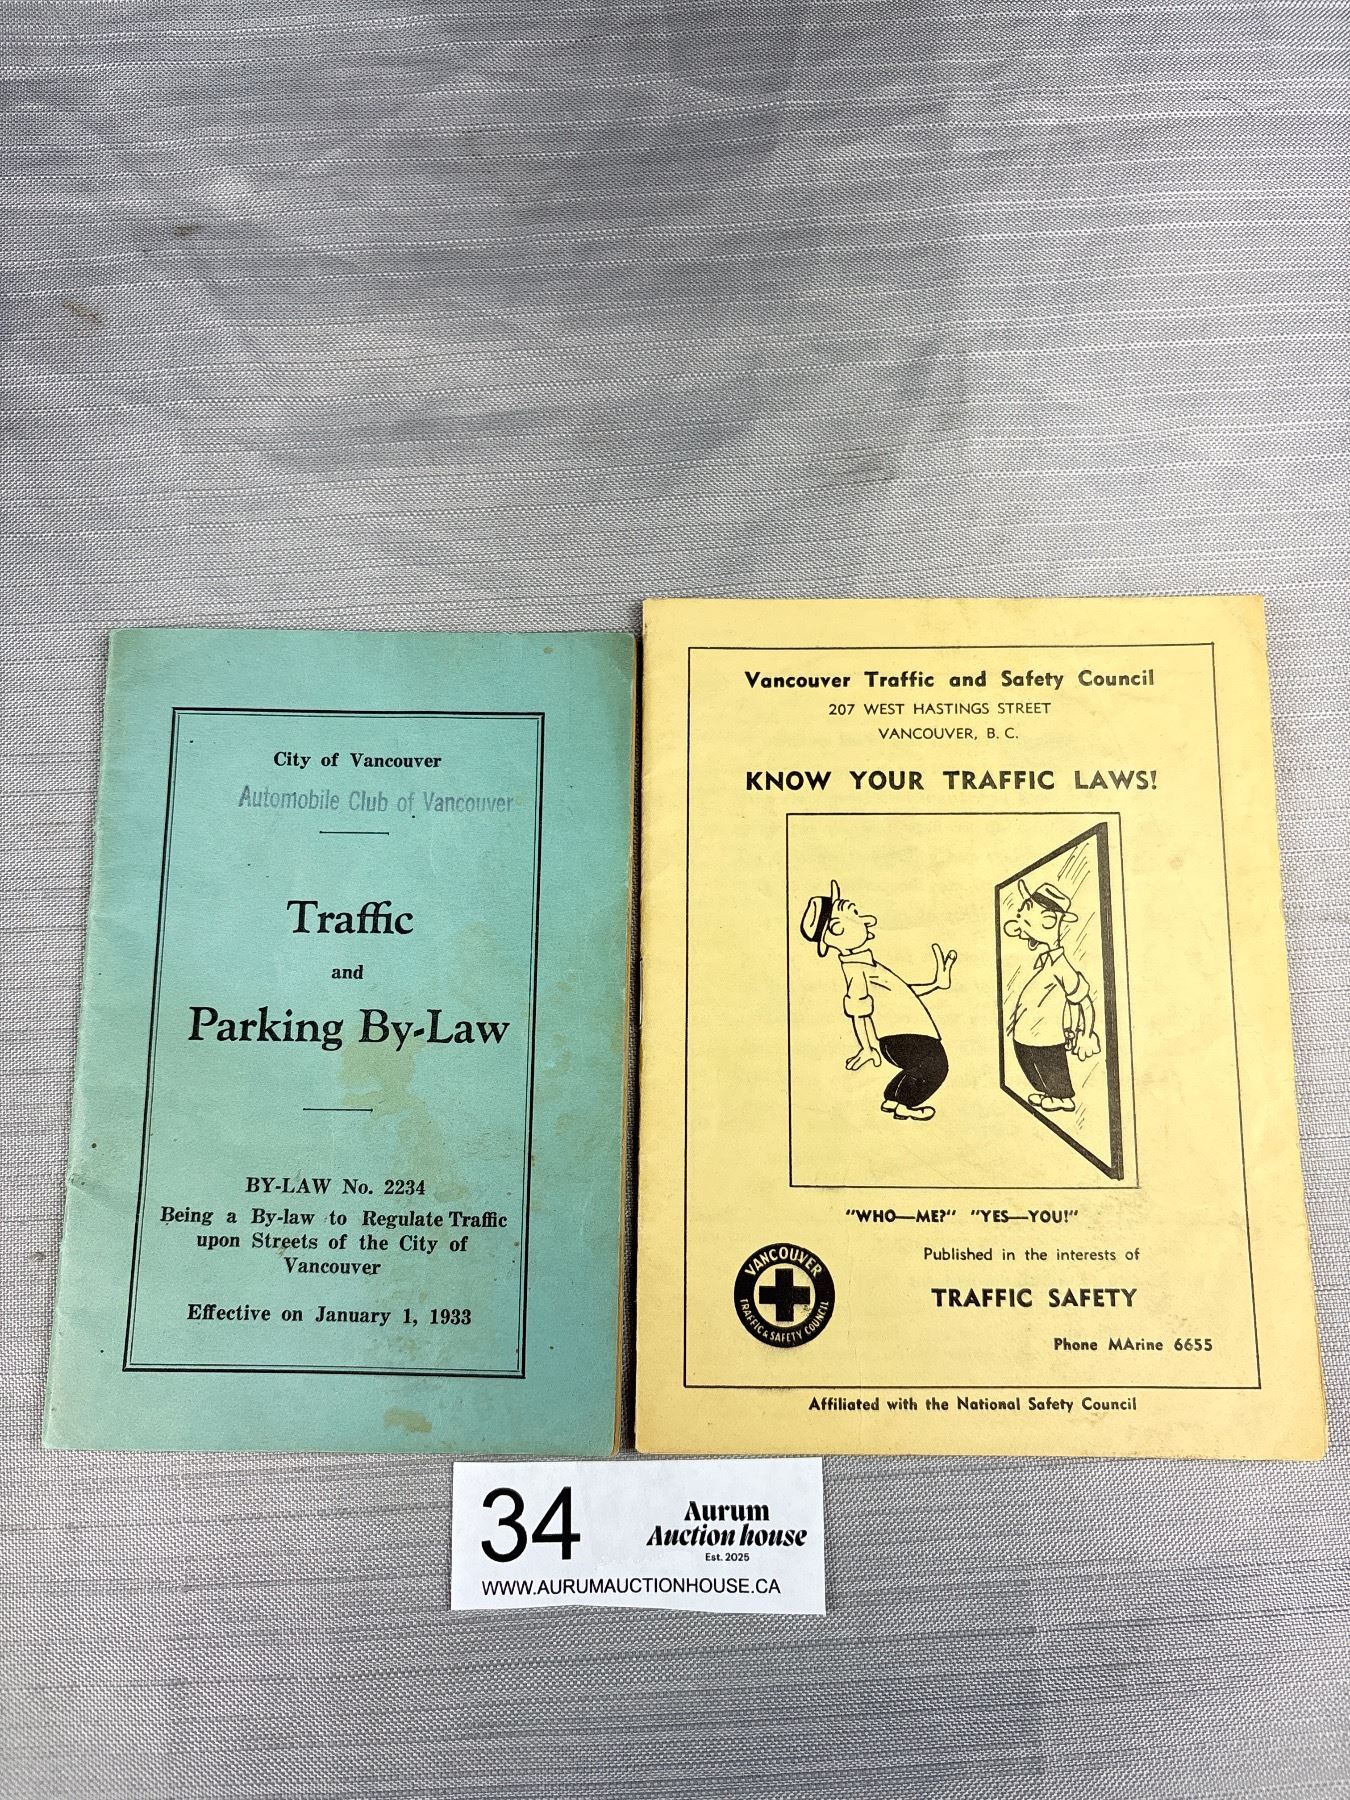 City of Vancouver
Automobile Club of Vancouver
Traffic
and
Parking By-Law
BY-LAW No. 2234
Being a By-law to Regulate Traffic
upon Streets of the City of
Vancouver
Effective on January 1, 1933
Vancouver Traffic and Safety Council
207 WEST HASTINGS STREET
VANCOUVER, B. C.
KNOW YOUR TRAFFIC LAWS!
"WHO—ME?" "YES—YOU!"
Published in the interests of
TRAFFIC SAFETY
VANCOUVER
TRAFFIC & SAFETY COUNCIL
Phone MArine 6655
Affiliated with the National Safety Council
34
Aurum
Auction house
Est. 2025
WWW.AURUMAUCTIONHOUSE.CA